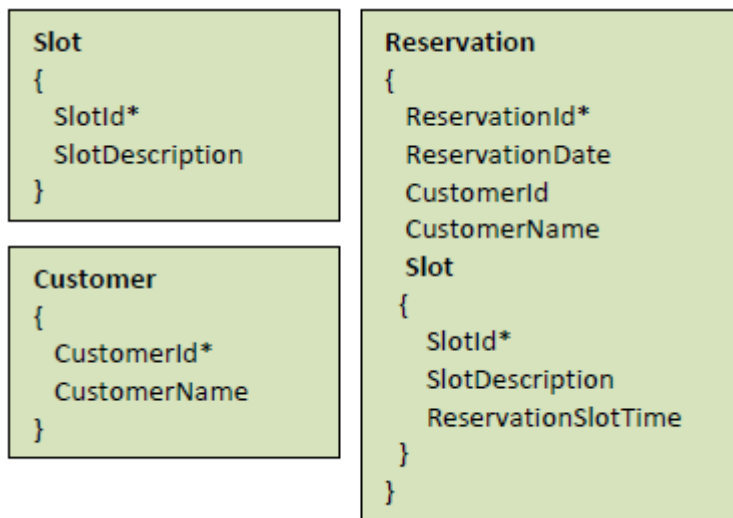 Slot
{
SlotId*
SlotDescription
}
Customer
{
CustomerId*
CustomerName
}
Reservation
{
ReservationId*
ReservationDate
CustomerId
CustomerName
Slot
{
SlotId*
SlotDescription
ReservationSlotTime
}
}